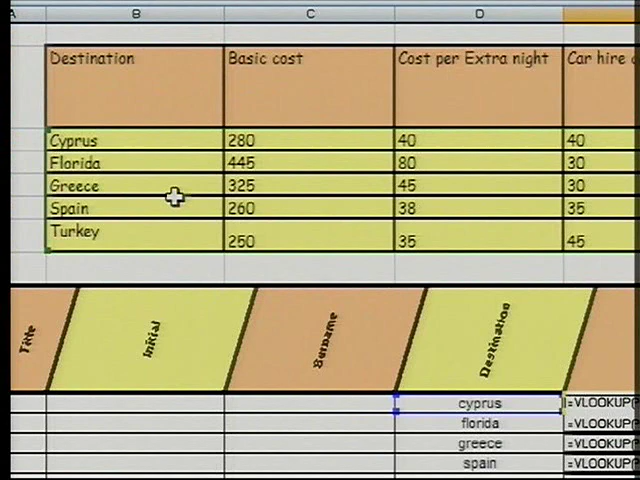 A B C D
Destination Basic cost Cost per Extra night Car hire
Cyprus 280 40 40
Florida 445 80 30
Greece 325 45 30
Spain 260 38 35
Turkey 250 35 45
Title Initial Surname Destination
cyprus =VLOOKUP(
florida =VLOOKUP(
greece =VLOOKUP(
spain =VLOOKUP(